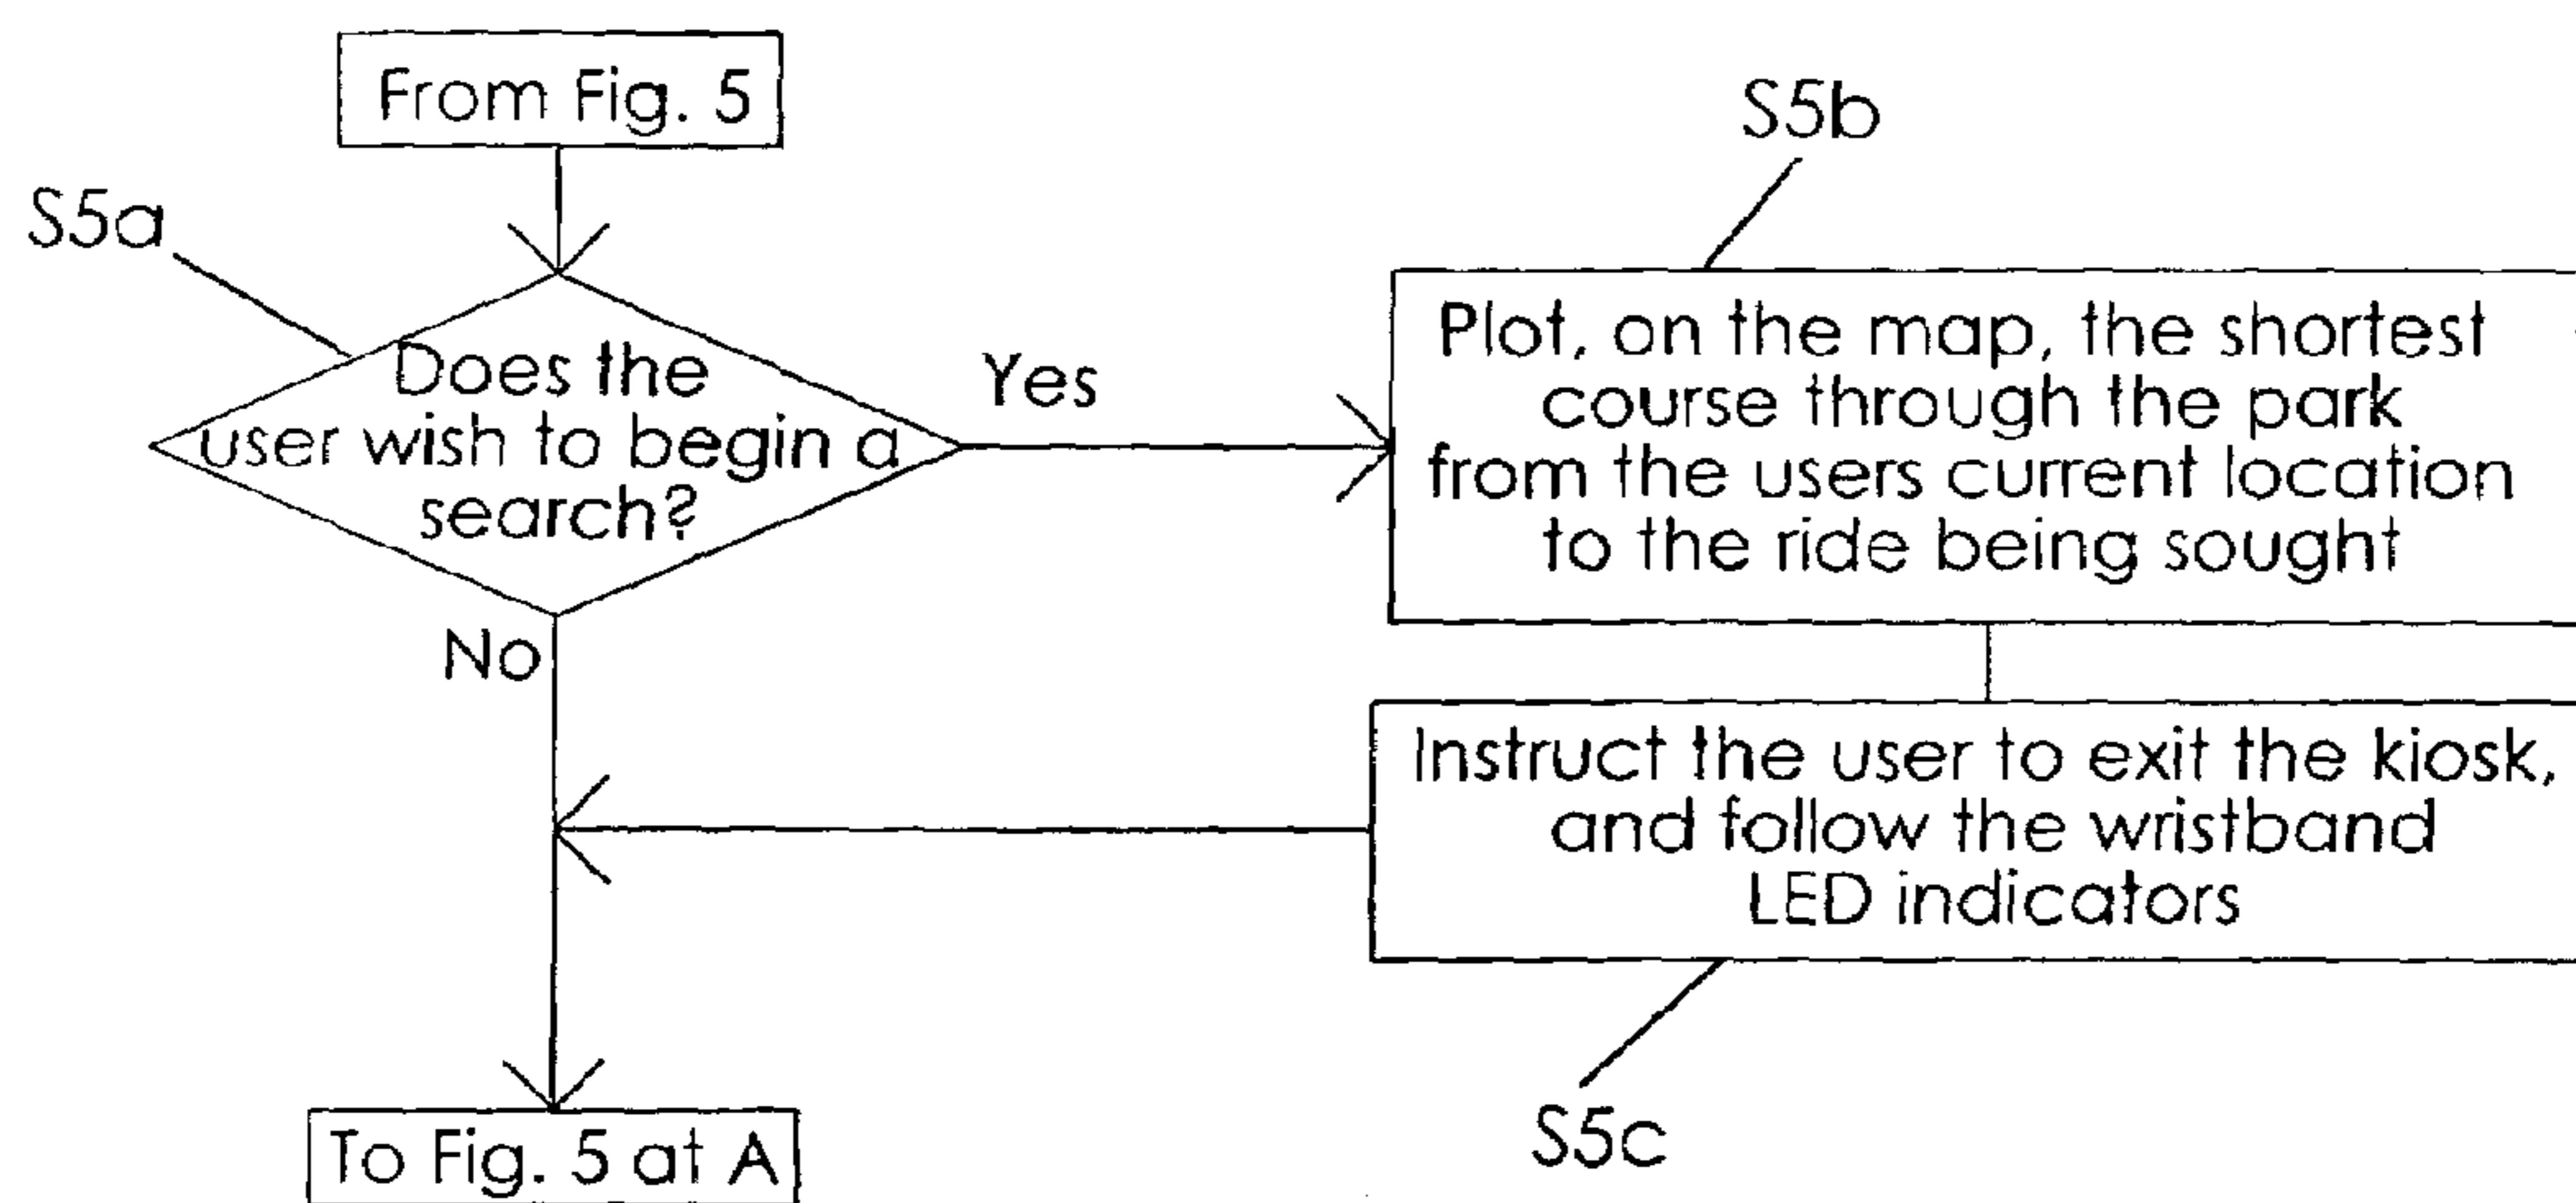 From Fig. 5
S5a
Does the
user wish to begin a
search?
Yes
No
S5b
Plot, on the map, the shortest
course through the park
from the users current location
to the ride being sought
Instruct the user to exit the kiosk,
and follow the wristband
LED indicators
S5c
To Fig. 5 at A